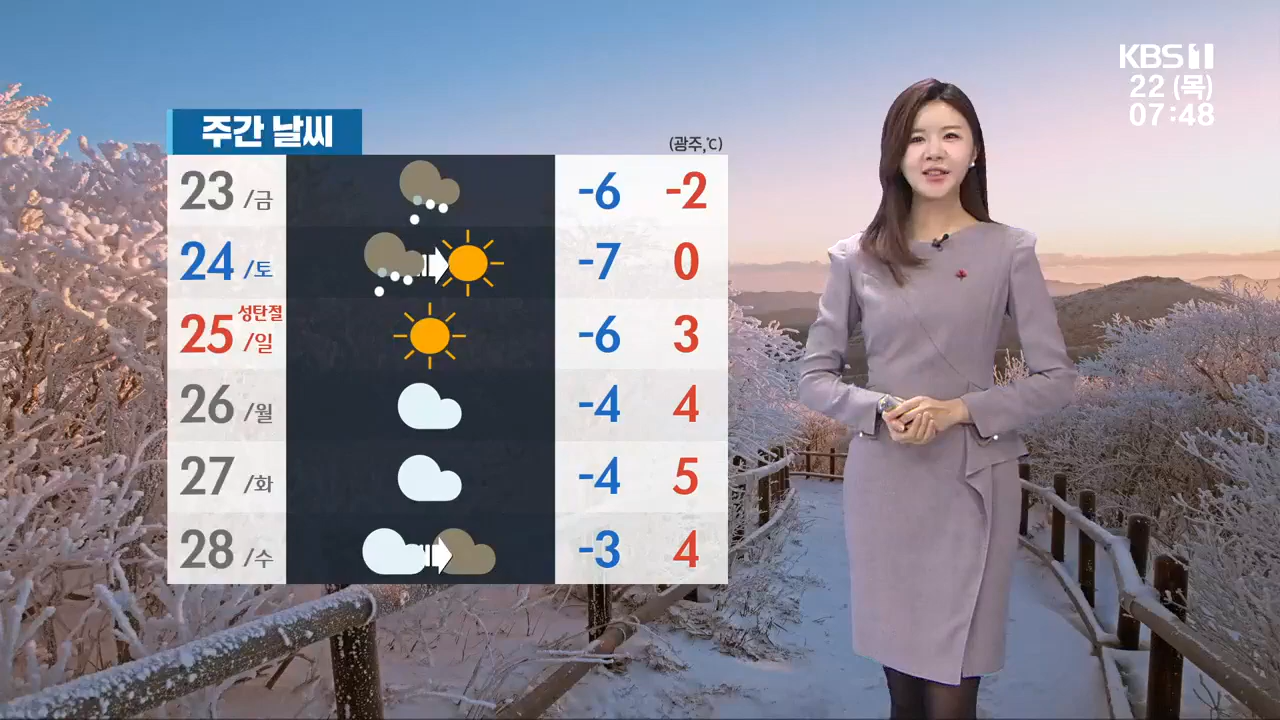 KBS 1
22 (목)
07:48
주간 날씨
(광주,℃)
23 /금 -6 -2
24 /토 -7 0
25 성탄절 /일 -6 3
26 /월 -4 4
27 /화 -4 5
28 /수 -3 4